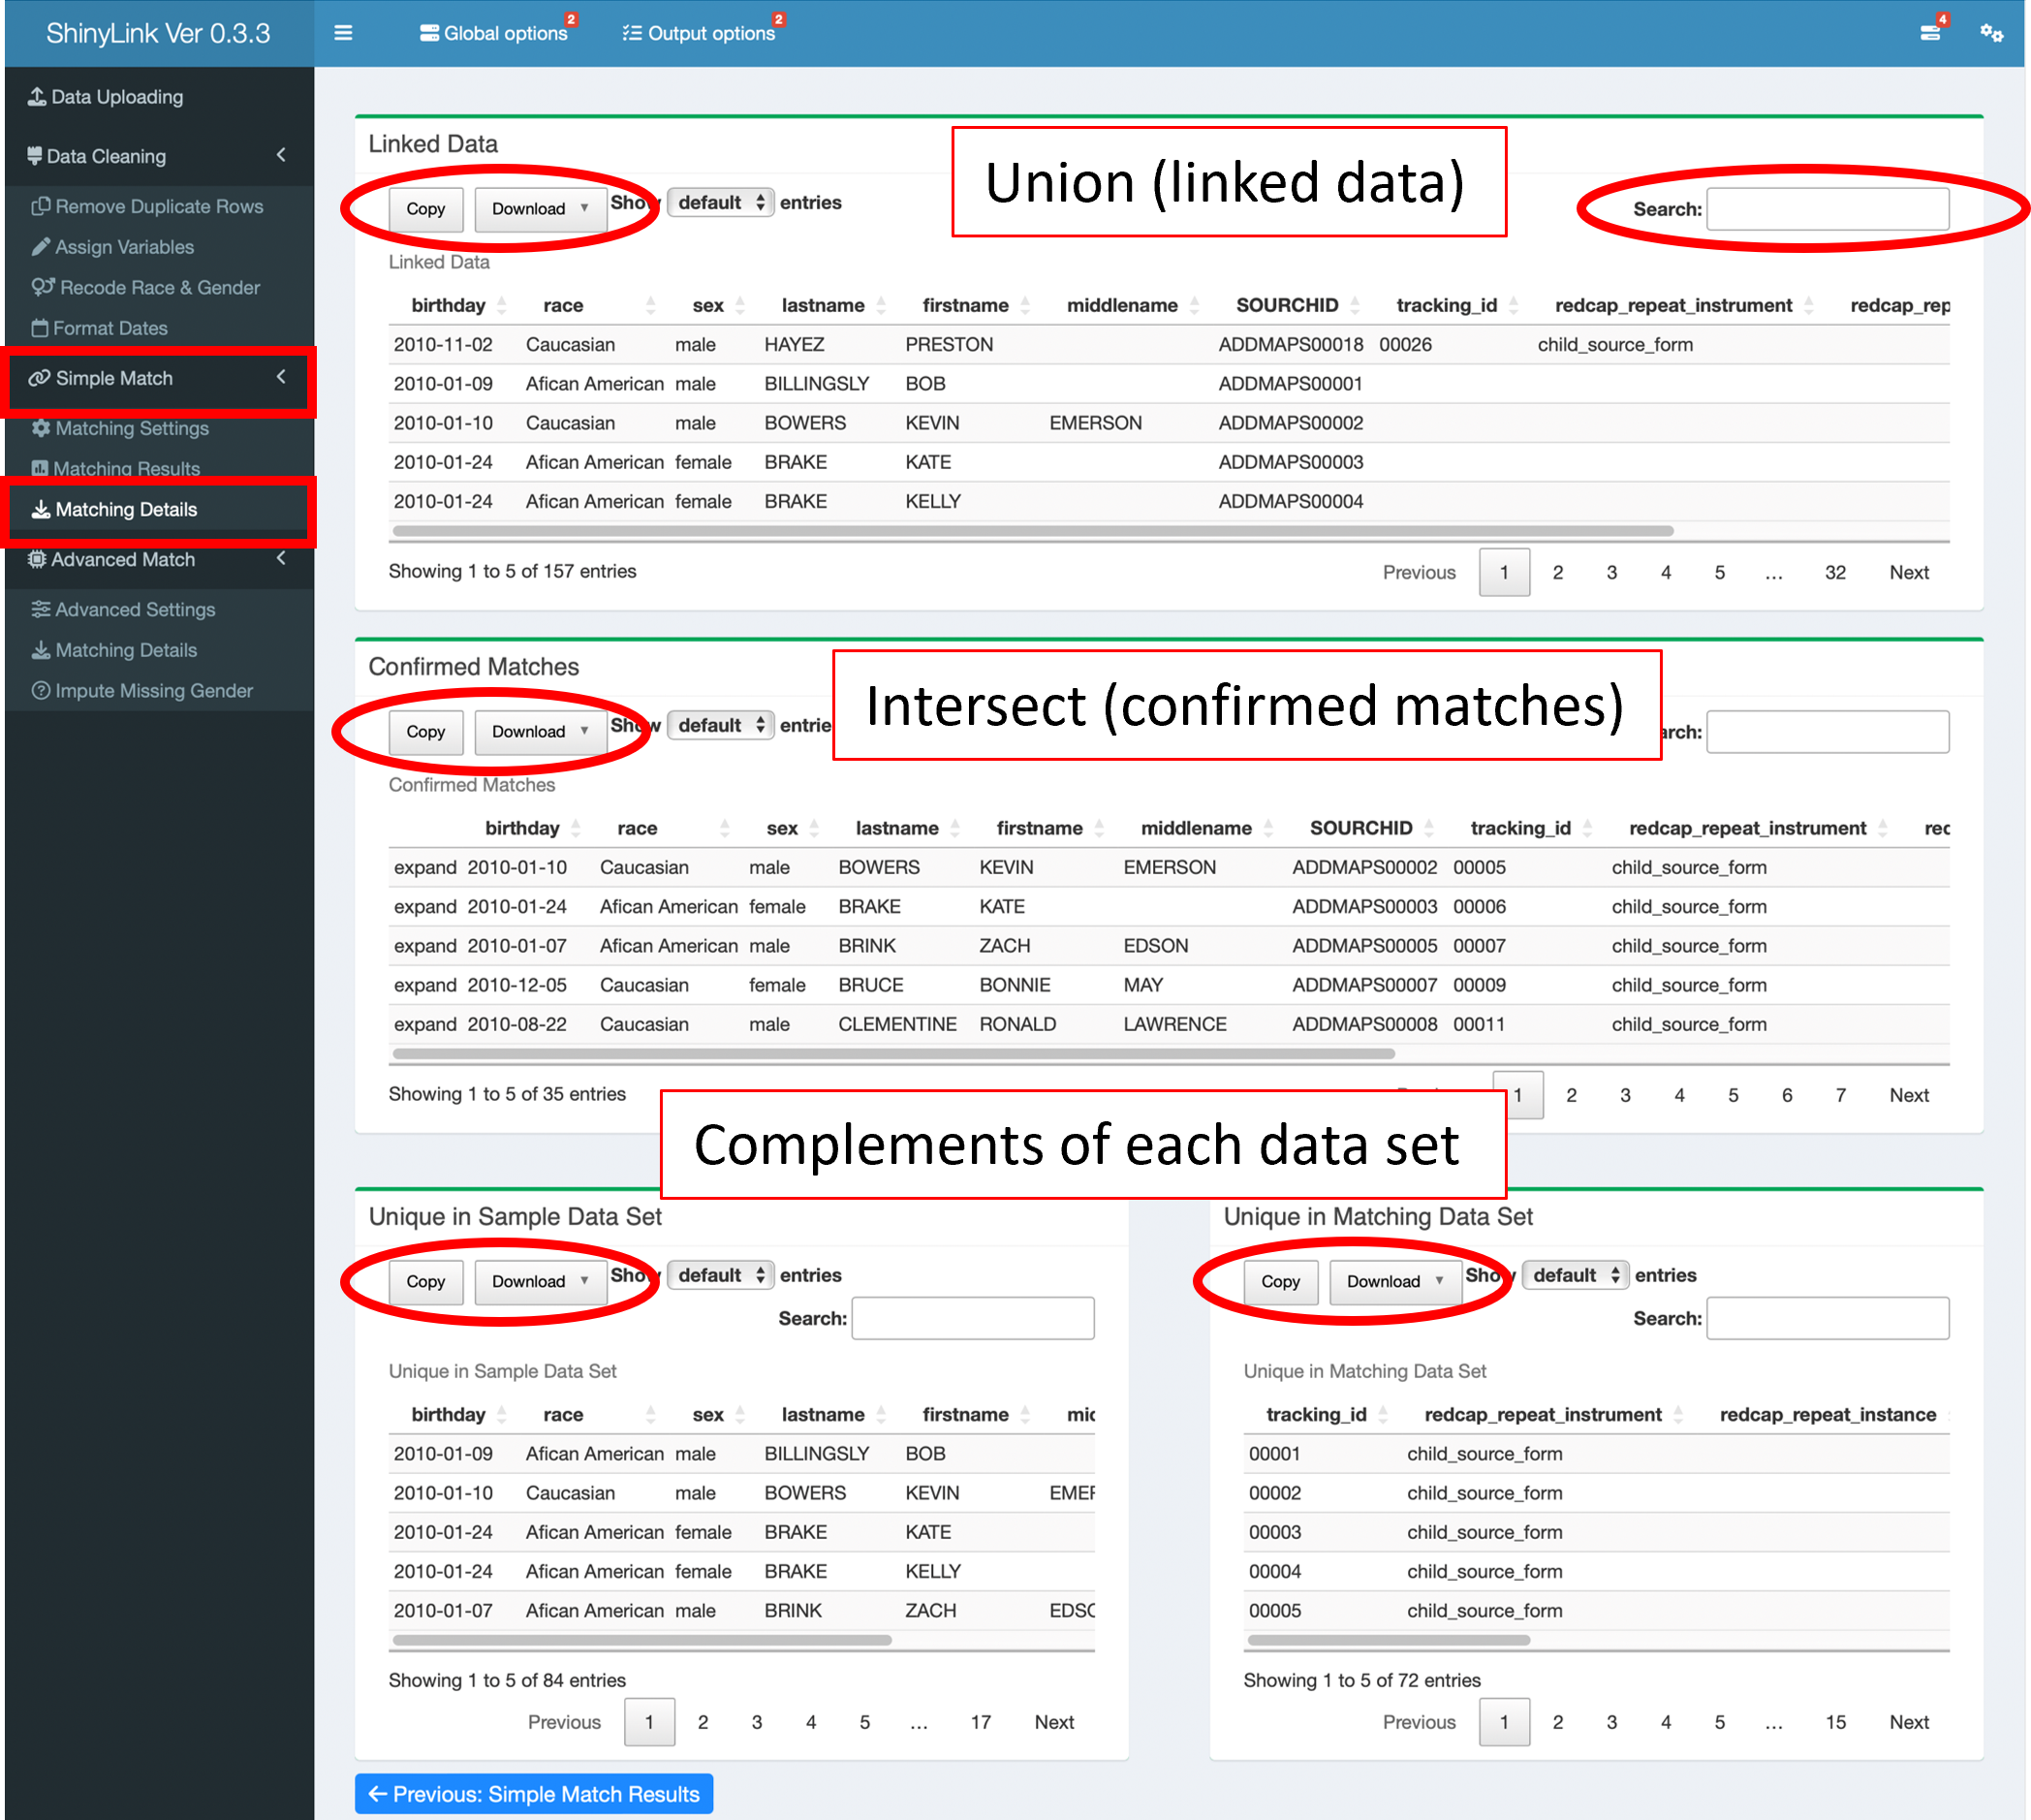 ShinyLink Ver 0.3.3
Global options 2
Output options 2
4
Data Uploading
Data Cleaning
Remove Duplicate Rows
Assign Variables
Recode Race & Gender
Format Dates
Simple Match
Matching Settings
Matching Results
Matching Details
Advanced Match
Advanced Settings
Matching Details
Impute Missing Gender
Linked Data
Union (linked data)
Copy Download Show default entries Search:
Linked Data
birthday race sex lastname firstname middlename SOURCHID tracking_id redcap_repeat_instrument redcap_rep
2010-11-02 Caucasian male HAYEZ PRESTON ADDMAPS00018 00026 child_source_form
2010-01-09 Afican American male BILLINGSLY BOB ADDMAPS00001
2010-01-10 Caucasian male BOWERS KEVIN EMERSON ADDMAPS00002
2010-01-24 Afican American female BRAKE KATE ADDMAPS00003
2010-01-24 Afican American female BRAKE KELLY ADDMAPS00004
Showing 1 to 5 of 157 entries Previous 1 2 3 4 5 … 32 Next
Confirmed Matches
Intersect (confirmed matches)
Copy Download Show default entrie arch:
Confirmed Matches
birthday race sex lastname firstname middlename SOURCHID tracking_id redcap_repeat_instrument red
expand 2010-01-10 Caucasian male BOWERS KEVIN EMERSON ADDMAPS00002 00005 child_source_form
expand 2010-01-24 Afican American female BRAKE KATE ADDMAPS00003 00006 child_source_form
expand 2010-01-07 Afican American male BRINK ZACH EDSON ADDMAPS00005 00007 child_source_form
expand 2010-12-05 Caucasian female BRUCE BONNIE MAY ADDMAPS00007 00009 child_source_form
expand 2010-08-22 Caucasian male CLEMENTINE RONALD LAWRENCE ADDMAPS00008 00011 child_source_form
Showing 1 to 5 of 35 entries 1 2 3 4 5 6 7 Next
Complements of each data set
Unique in Sample Data Set
Copy Download Show default entries
Search:
Unique in Sample Data Set
birthday race sex lastname firstname mid
2010-01-09 Afican American male BILLINGSLY BOB
2010-01-10 Caucasian male BOWERS KEVIN EMER
2010-01-24 Afican American female BRAKE KATE
2010-01-24 Afican American female BRAKE KELLY
2010-01-07 Afican American male BRINK ZACH EDSO
Showing 1 to 5 of 84 entries
Previous 1 2 3 4 5 … 17 Next
Unique in Matching Data Set
Copy Download Show default entries
Search:
Unique in Matching Data Set
tracking_id redcap_repeat_instrument redcap_repeat_instance
00001 child_source_form
00002 child_source_form
00003 child_source_form
00004 child_source_form
00005 child_source_form
Showing 1 to 5 of 72 entries
Previous 1 2 3 4 5 … 15 Next
← Previous: Simple Match Results